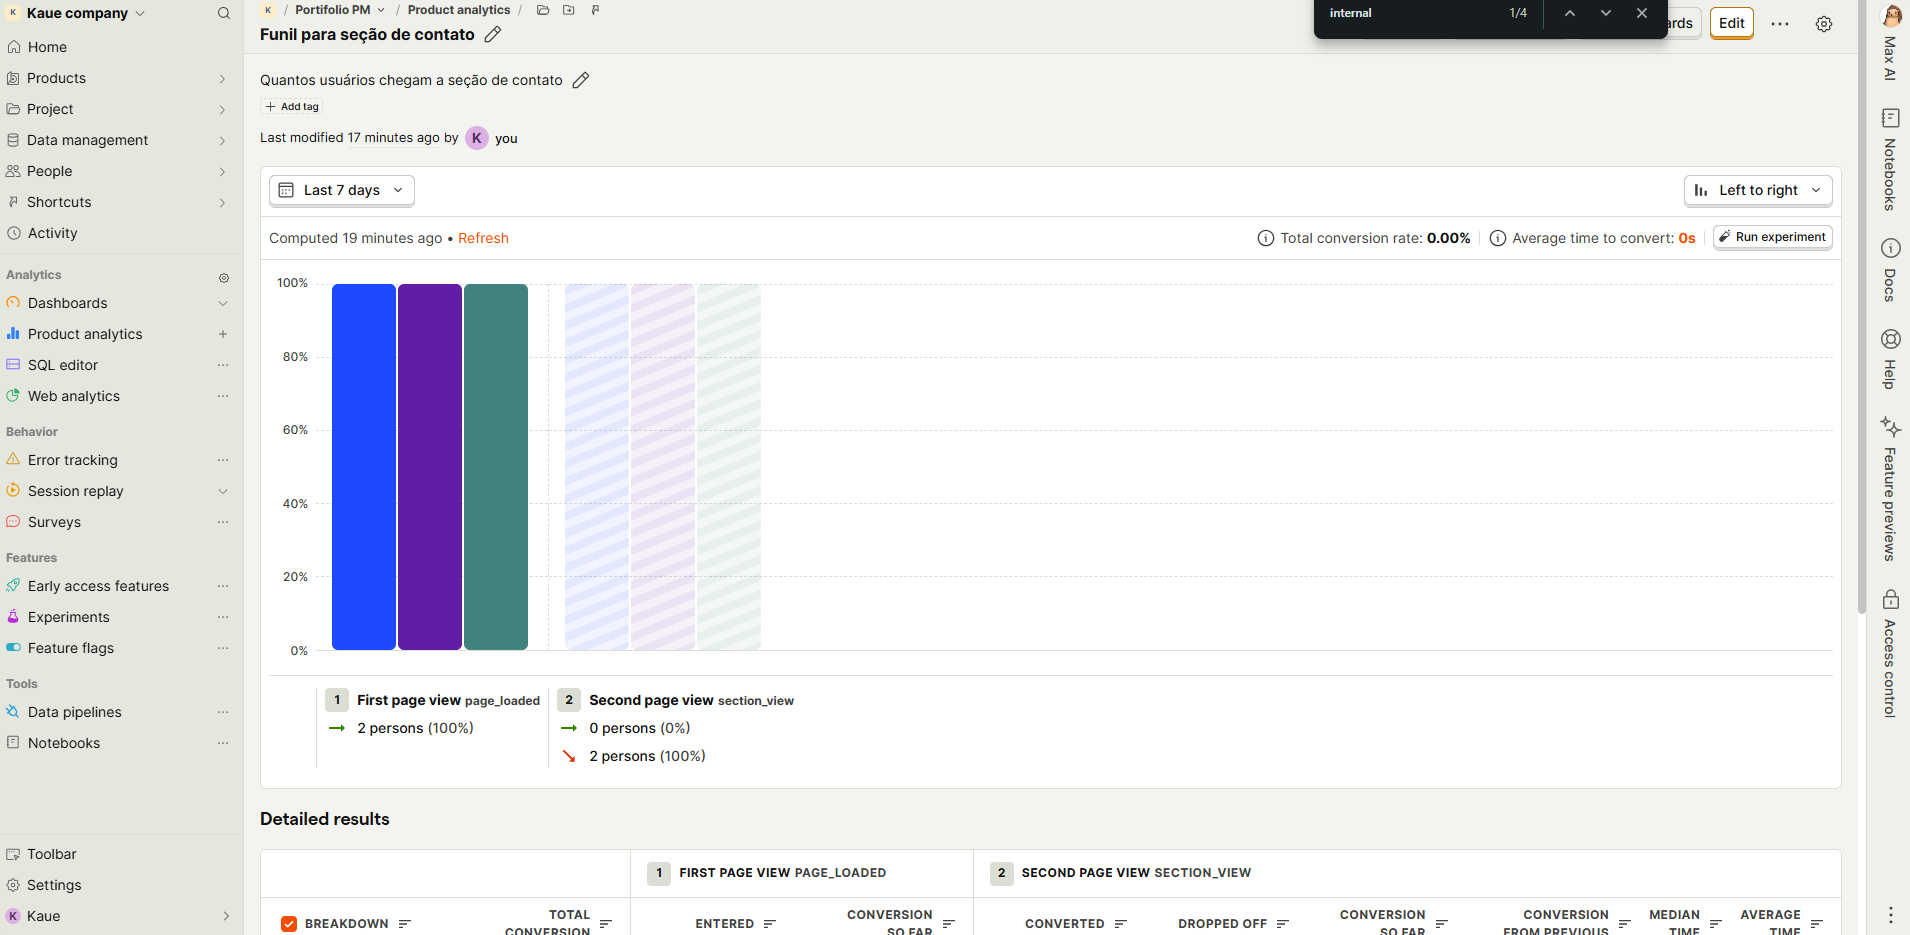 K Kaue company
Home
Products
Project
Data management
People
Shortcuts
Activity
Analytics
Dashboards
Product analytics
SQL editor
Web analytics
Behavior
Error tracking
Session replay
Surveys
Features
Early access features
Experiments
Feature flags
Tools
Data pipelines
Notebooks
Toolbar
Settings
K Kaue
K / Portifolio PM / Product analytics /
Funil para seção de contato
internal 1/4
Edit
Quantos usuários chegam a seção de contato
Add tag
Last modified 17 minutes ago by K you
Last 7 days
Left to right
Computed 19 minutes ago • Refresh
Total conversion rate: 0.00%
Average time to convert: 0s
Run experiment
100%
80%
60%
40%
20%
0%
1 First page view page_loaded
2 persons (100%)
2 Second page view section_view
0 persons (0%)
2 persons (100%)
Detailed results
1 FIRST PAGE VIEW PAGE_LOADED
2 SECOND PAGE VIEW SECTION_VIEW
BREAKDOWN
TOTAL
CONVERSION
ENTERED
CONVERSION
SO FAR
CONVERTED
DROPPED OFF
CONVERSION
SO FAR
CONVERSION
FROM PREVIOUS
MEDIAN
TIME
AVERAGE
TIME
Max AI
Notebooks
Docs
Help
Feature previews
Access control